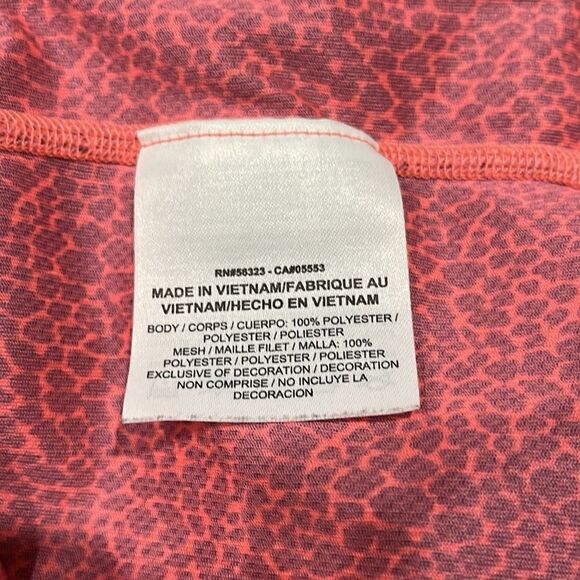 RN#56323 - CA#05553
MADE IN VIETNAM/FABRIQUE AU
VIETNAM/HECHO EN VIETNAM
BODY / CORPS / CUERPO: 100% POLYESTER /
POLYESTER / POLIESTER
MESH / MAILLE FILET / MALLA: 100%
POLYESTER / POLYESTER / POLIESTER
EXCLUSIVE OF DECORATION / DECORATION
NON COMPRISE / NO INCLUYE LA
DECORACION